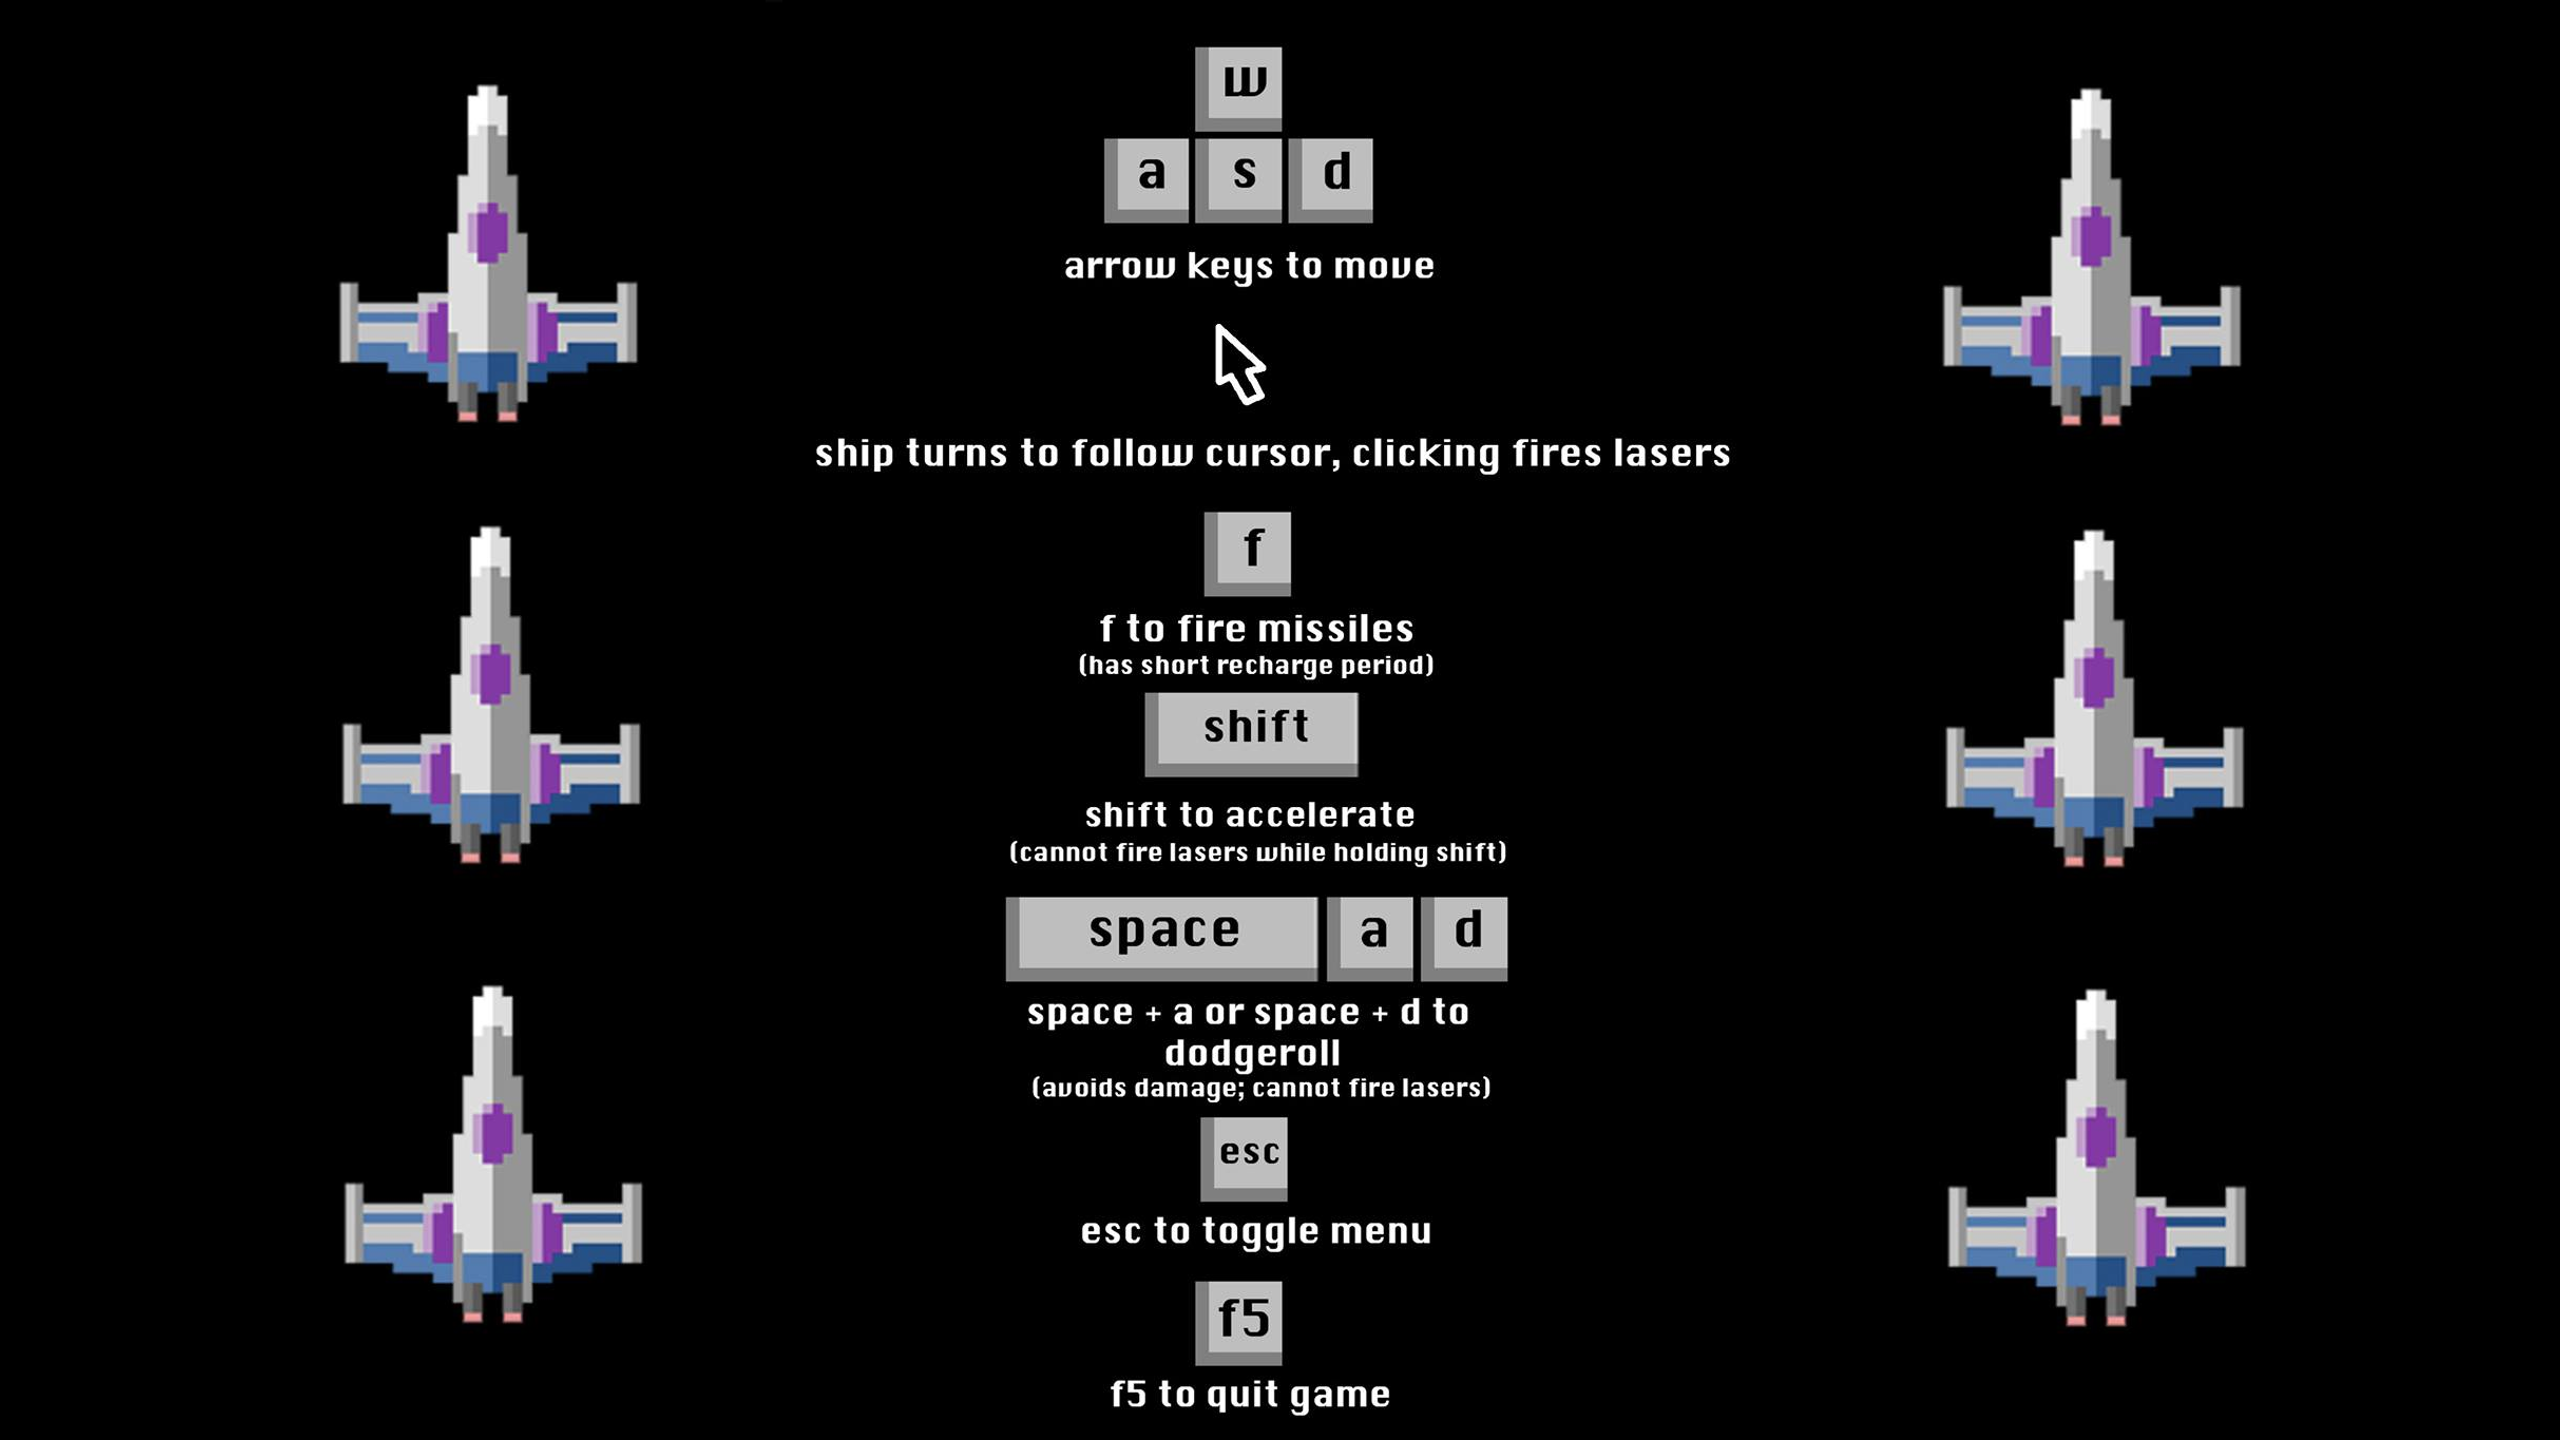 w
a s d
arrow keys to move
ship turns to follow cursor, clicking fires lasers
f
f to fire missiles
(has short recharge period)
shift
shift to accelerate
(cannot fire lasers while holding shift)
space a d
space + a or space + d to
dodgeroll
(avoids damage; cannot fire lasers)
esc
esc to toggle menu
f5
f5 to quit game